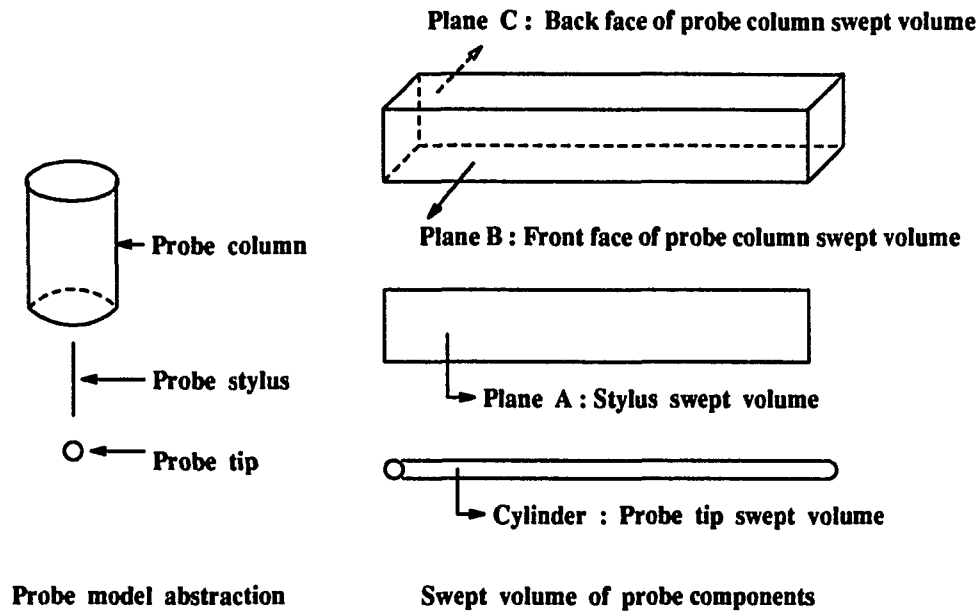 Plane C : Back face of probe column swept volume
Probe column
Plane B : Front face of probe column swept volume
Probe stylus
Plane A : Stylus swept volume
Probe tip
Cylinder : Probe tip swept volume
Probe model abstraction
Swept volume of probe components